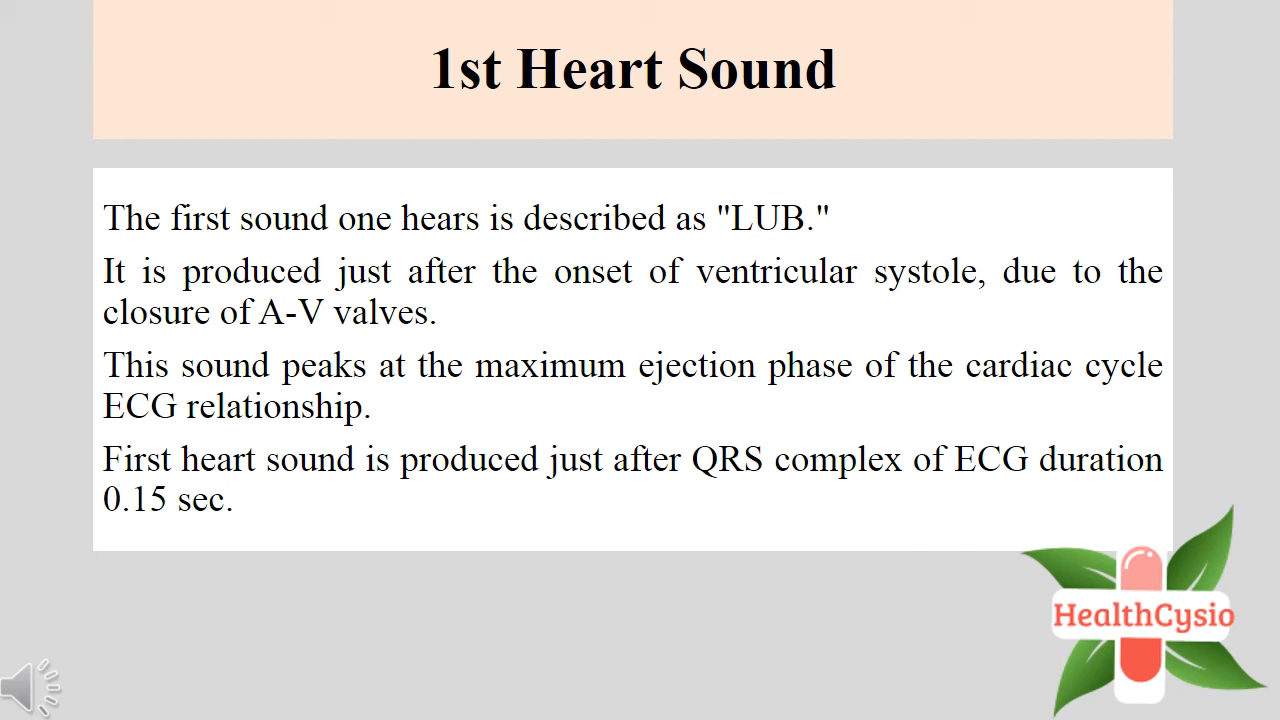 1st Heart Sound
The first sound one hears is described as "LUB."
It is produced just after the onset of ventricular systole, due to the
closure of A-V valves.
This sound peaks at the maximum ejection phase of the cardiac cycle
ECG relationship.
First heart sound is produced just after QRS complex of ECG duration
0.15 sec.
HealthCysio